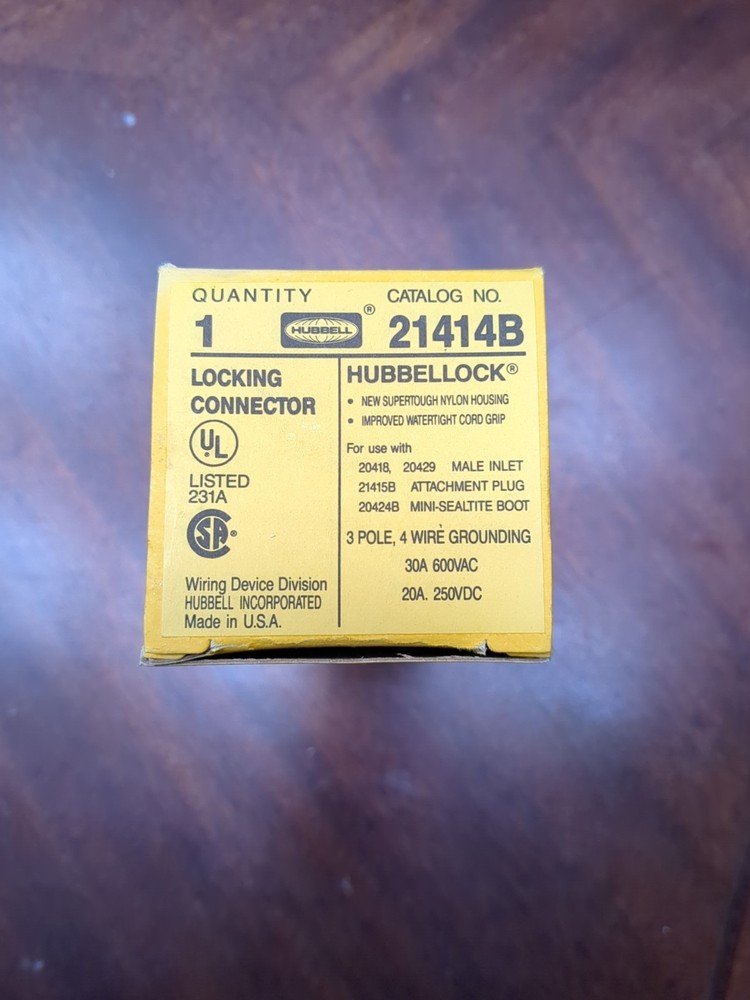 QUANTITY
1
HUBBELL ®
CATALOG NO.
21414B
LOCKING
CONNECTOR
UL
LISTED
231A
SA ®
Wiring Device Division
HUBBELL INCORPORATED
Made in U.S.A.
HUBBELLOCK®
• NEW SUPERTOUGH NYLON HOUSING
• IMPROVED WATERTIGHT CORD GRIP
For use with
20418, 20429 MALE INLET
21415B ATTACHMENT PLUG
20424B MINI-SEALTITE BOOT
3 POLE, 4 WIRE GROUNDING
30A 600VAC
20A. 250VDC